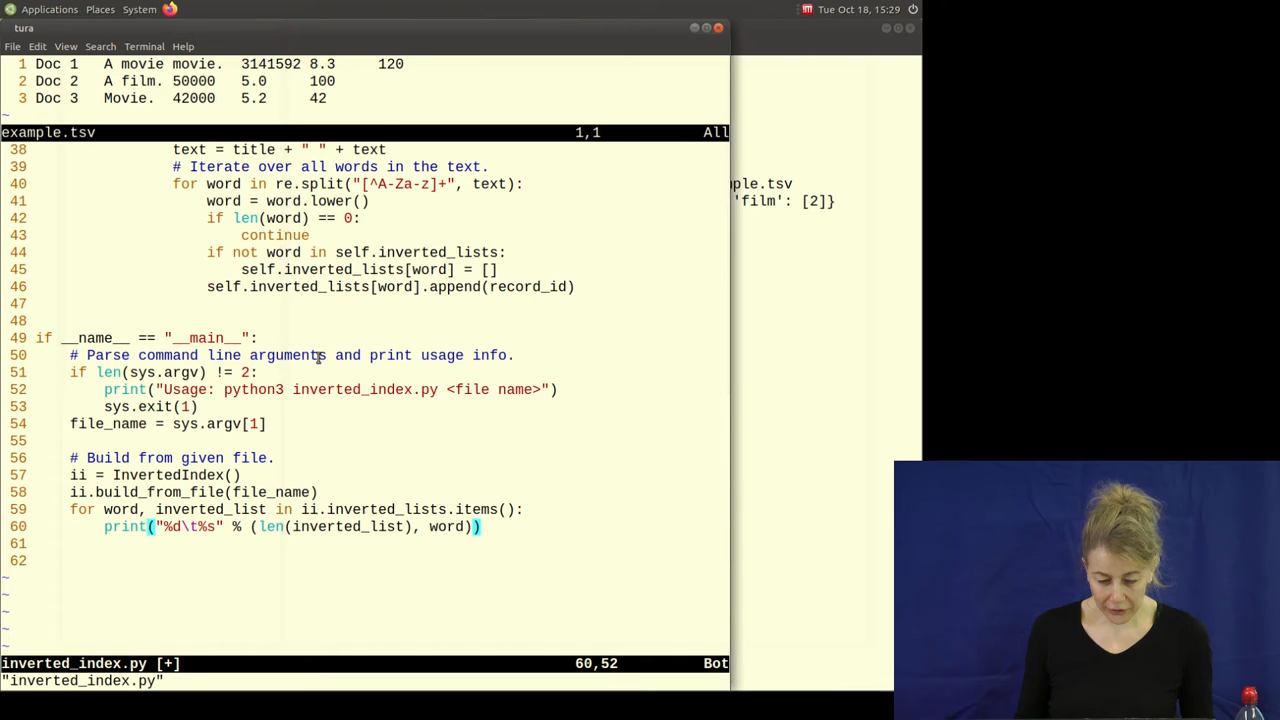 Applications Places System Tue Oct 18, 15:29
tura
File Edit View Search Terminal Help
1 Doc 1 A movie movie. 3141592 8.3 120
2 Doc 2 A film. 50000 5.0 100
3 Doc 3 Movie. 42000 5.2 42
~
example.tsv 1,1 All
38 text = title + " " + text
39 # Iterate over all words in the text.
40 for word in re.split("[^A-Za-z]+", text):
41 word = word.lower()
42 if len(word) == 0:
43 continue
44 if not word in self.inverted_lists:
45 self.inverted_lists[word] = []
46 self.inverted_lists[word].append(record_id)
47
48
49 if __name__ == "__main__":
50 # Parse command line arguments and print usage info.
51 if len(sys.argv) != 2:
52 print("Usage: python3 inverted_index.py <file name>")
53 sys.exit(1)
54 file_name = sys.argv[1]
55
56 # Build from given file.
57 ii = InvertedIndex()
58 ii.build_from_file(file_name)
59 for word, inverted_list in ii.inverted_lists.items():
60 print("%d\t%s" % (len(inverted_list), word))
61
62
~
~
~
~
~
inverted_index.py [+] 60,52 Bot
"inverted_index.py"
mple.tsv
'film': [2]}